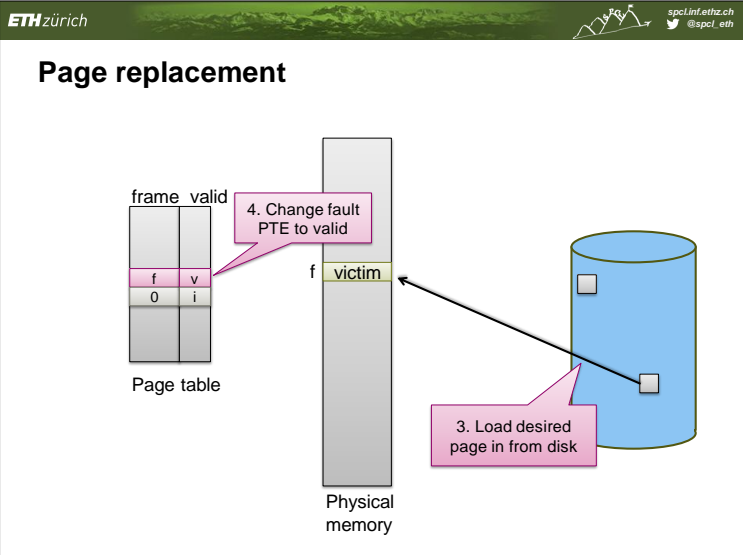 ETH zürich
spcl.inf.ethz.ch
@spcl_eth
Page replacement
frame valid
4. Change fault
PTE to valid
f victim
f v
0 i
Page table
3. Load desired
page in from disk
Physical
memory